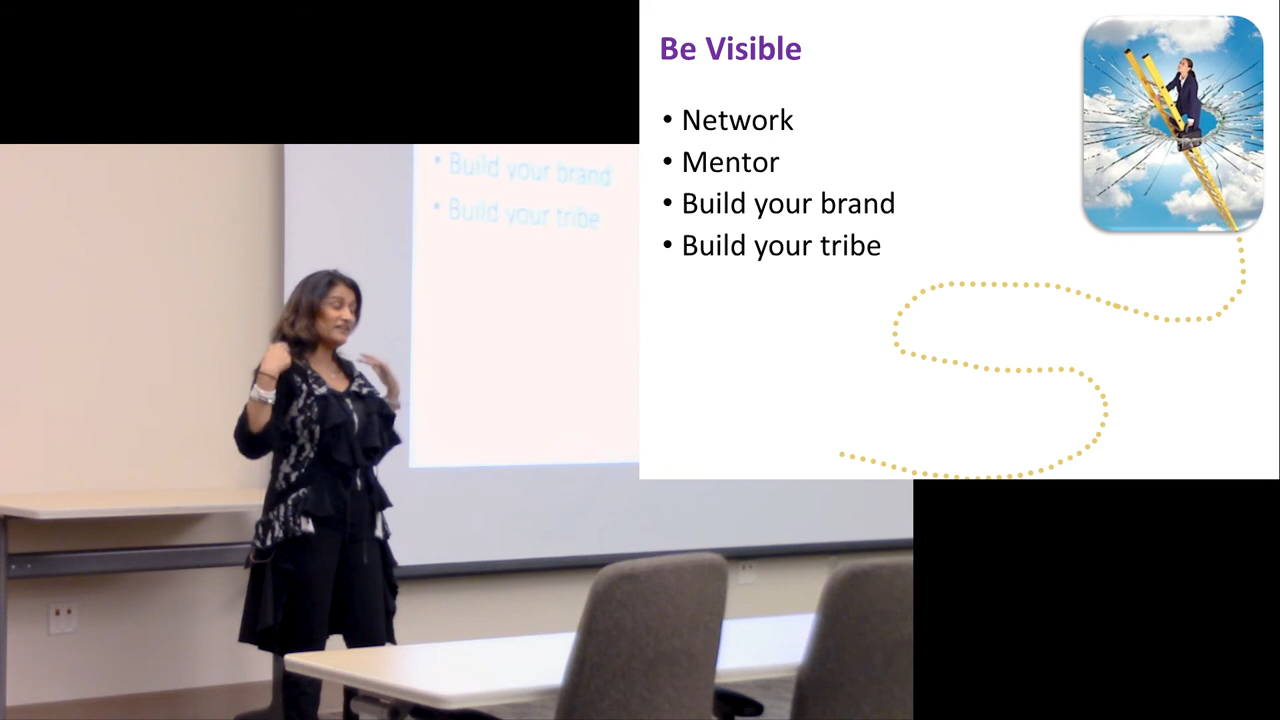 Be Visible
• Network
• Mentor
• Build your brand
• Build your tribe
• Build your brand
• Build your tribe